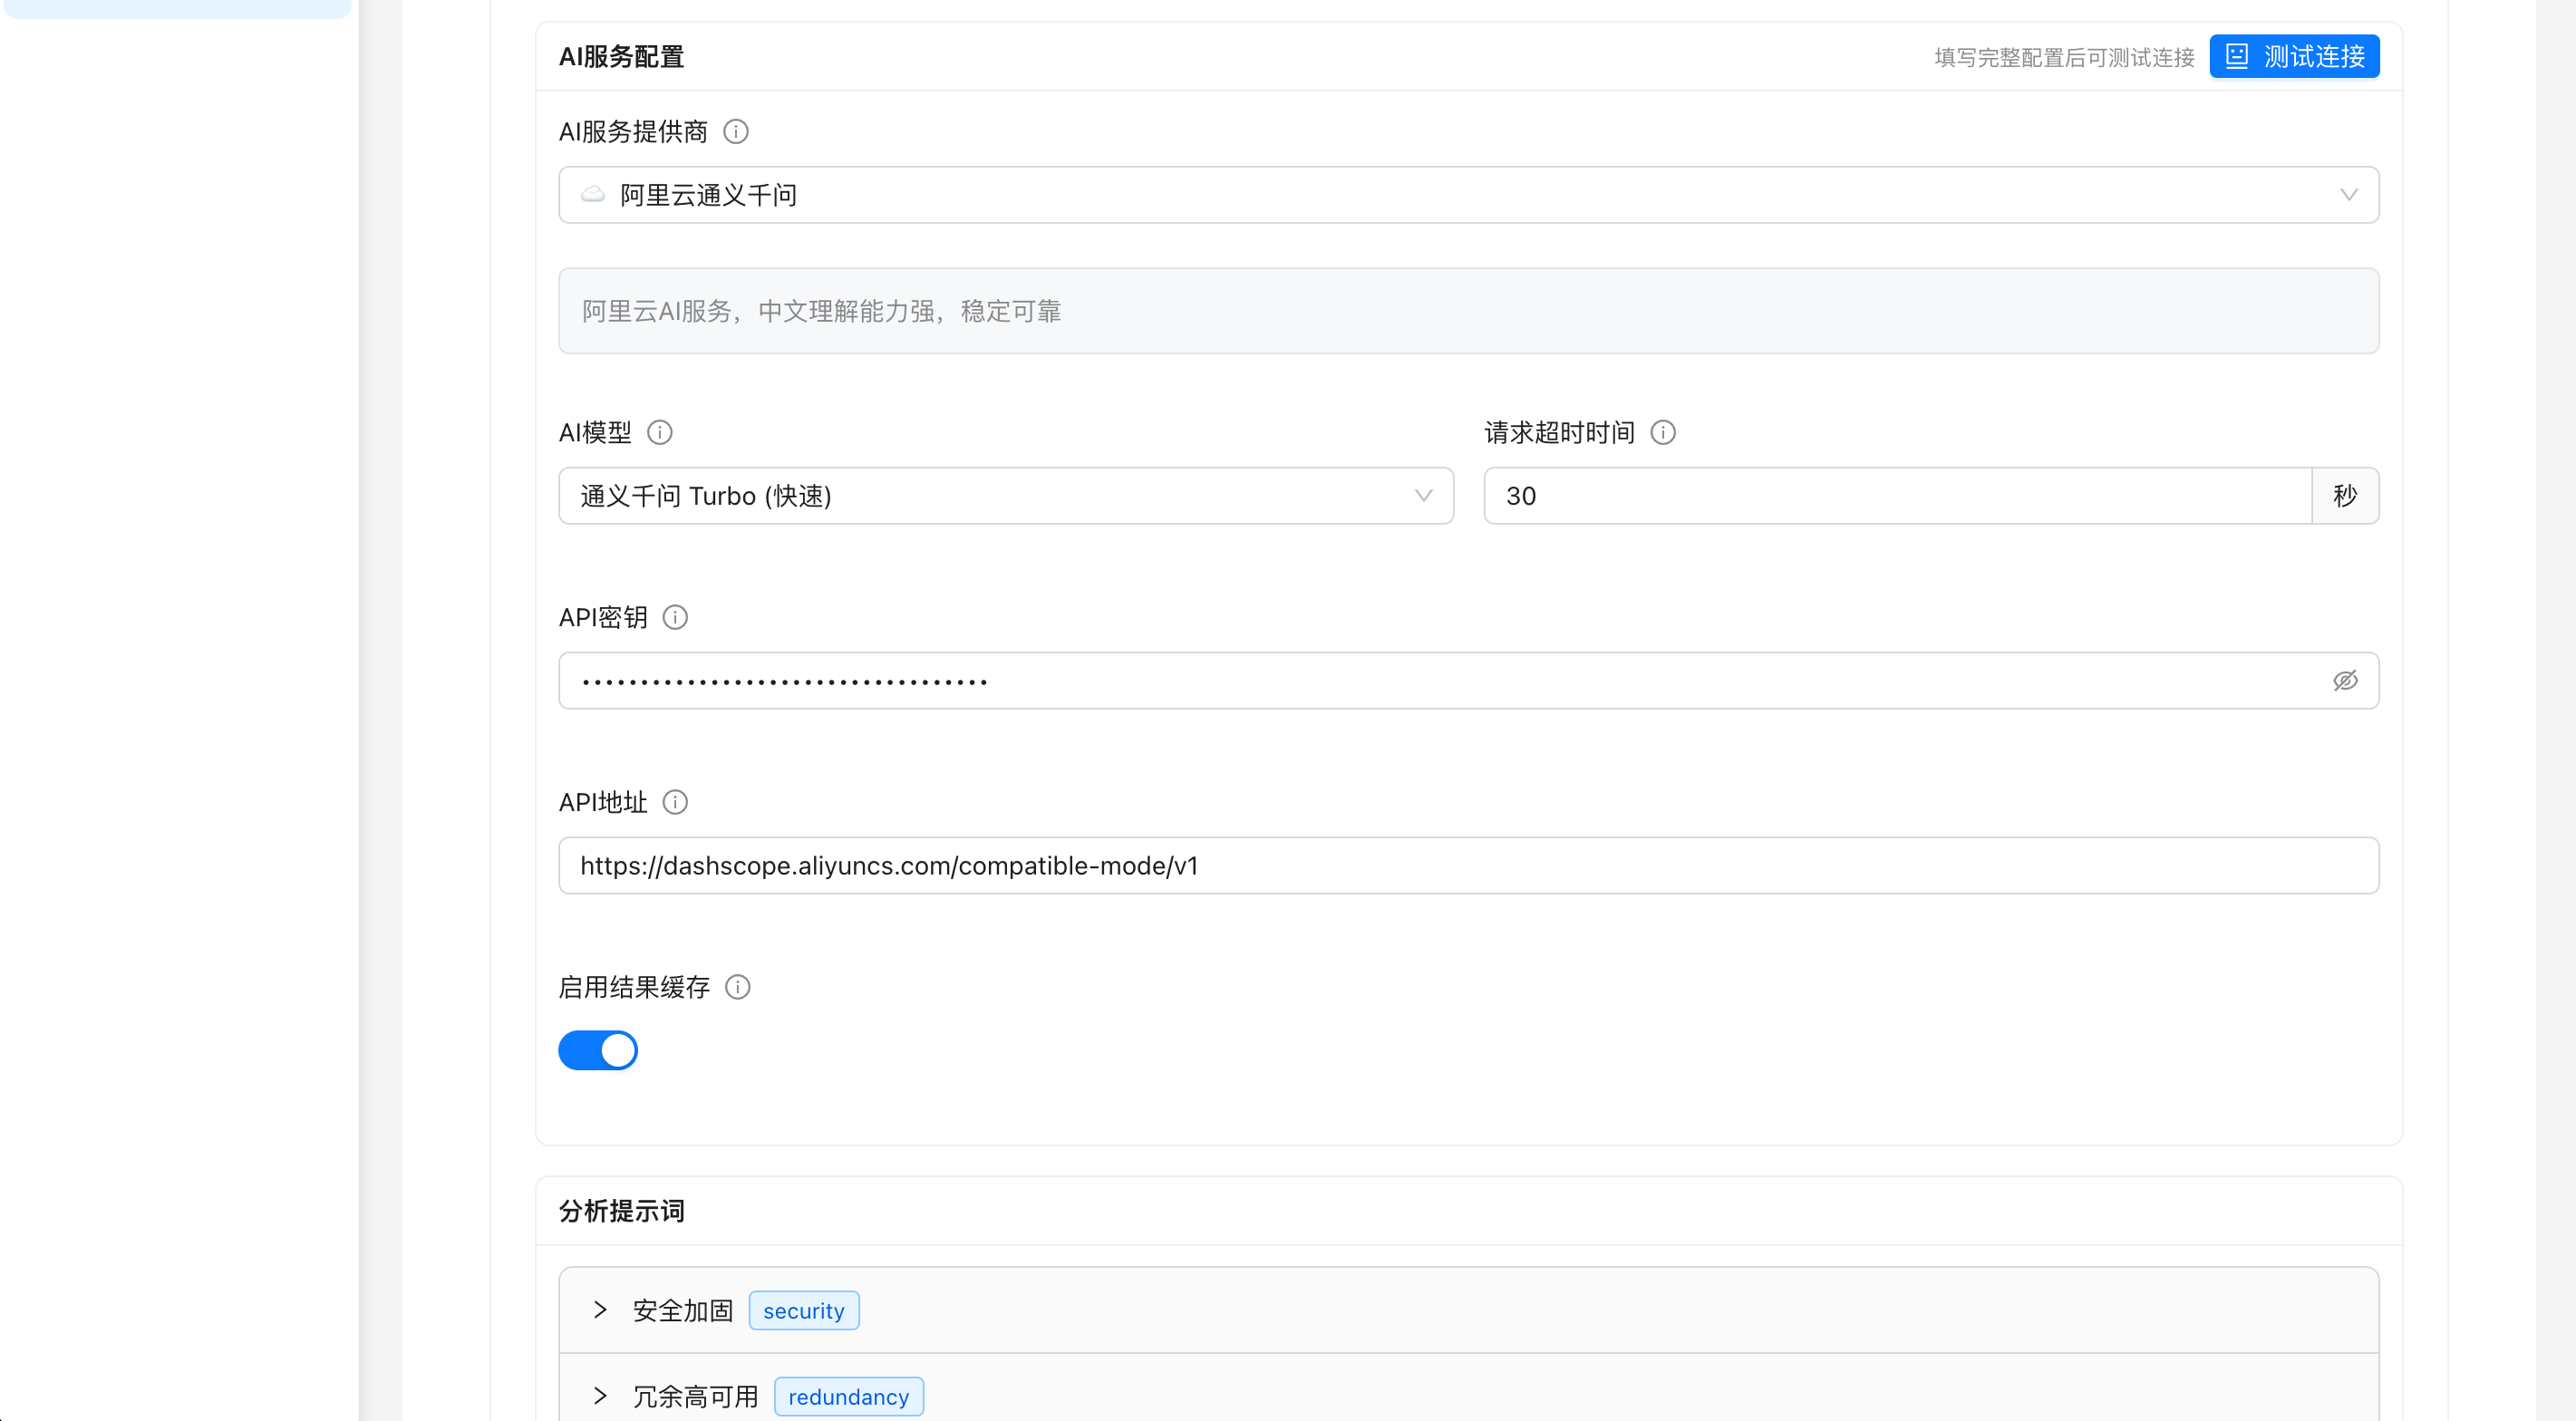 AI服务配置
填写完整配置后可测试连接
测试连接
AI服务提供商
阿里云通义千问
阿里云AI服务，中文理解能力强，稳定可靠
AI模型
请求超时时间
通义千问 Turbo (快速)
30
秒
API密钥
••••••••••••••••••••••••••••••••••• 
API地址
https://dashscope.aliyuncs.com/compatible-mode/v1
启用结果缓存
分析提示词
安全加固 security
冗余高可用 redundancy